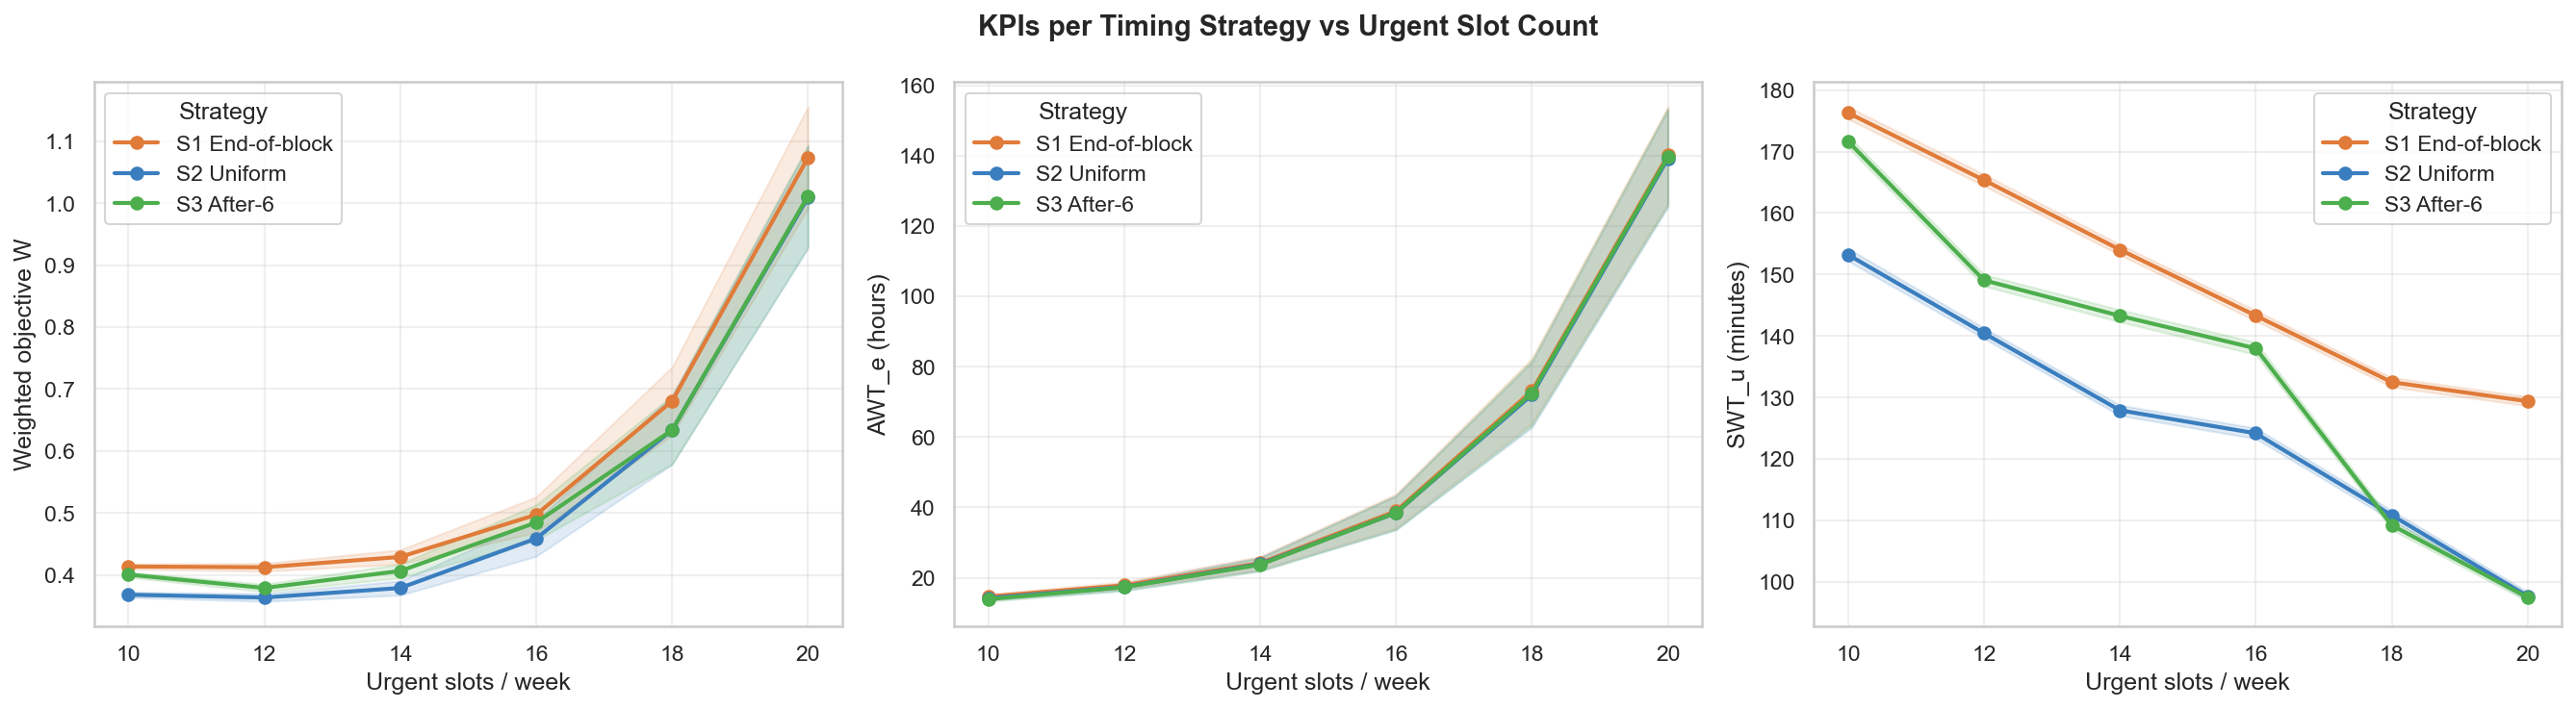 KPIs per Timing Strategy vs Urgent Slot Count
Weighted objective W
1.1
1.0
0.9
0.8
0.7
0.6
0.5
0.4
Strategy
S1 End-of-block
S2 Uniform
S3 After-6
10 12 14 16 18 20
Urgent slots / week
AWT_e (hours)
160
140
120
100
80
60
40
20
Strategy
S1 End-of-block
S2 Uniform
S3 After-6
10 12 14 16 18 20
Urgent slots / week
SWT_u (minutes)
180
170
160
150
140
130
120
110
100
Strategy
S1 End-of-block
S2 Uniform
S3 After-6
10 12 14 16 18 20
Urgent slots / week